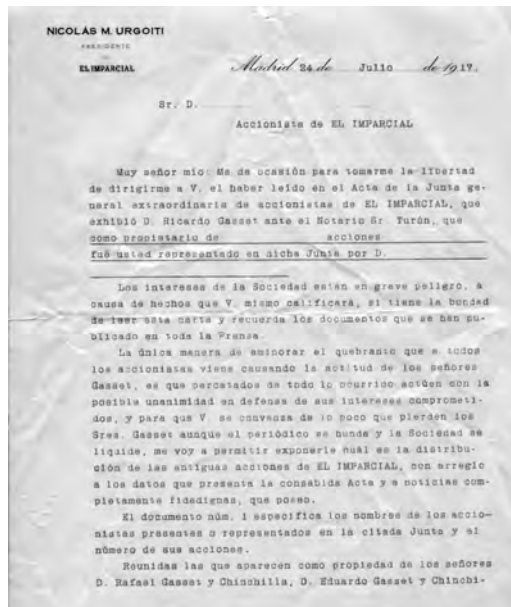 NICOLÁS M. URGOITI
PRESIDENTE
EL IMPARCIAL
Madrid 24 de Julio de 1917.
Sr. D.
Accionista de EL IMPARCIAL
Muy señor mio: Me da ocasión para tomarme la libertad
de dirigirme a V. el haber leído en el Acta de la Junta ge-
neral extraordinaria de accionistas de EL IMPARCIAL, que
exhibió D. Ricardo Gasset ante el Notario Sr. Turón, que
como propietario de acciones
fué usted representado en dicha Junta por D.
Los intereses de la Sociedad están en grave peligro, a
causa de hechos que V. mismo calificará, si tiene la bondad
de leer esta carta y recuerda los documentos que se han pu-
blicado en toda la Prensa.
La única manera de aminorar el quebranto que a todos
los accionistas viene causando la actitud de los señores
Gasset, es que percatados de todo lo ocurrido actúen con la
posible unanimidad en defensa de sus intereses comprometi-
dos, y para que V. se convenza de lo poco que pierden los
Sres. Gasset aunque el periódico se hunda y la Sociedad se
liquide, me voy a permitir exponerle cuál es la distribu-
ción de las antiguas acciones de EL IMPARCIAL, con arreglo
a los datos que presenta la consabida Acta y a noticias com-
pletamente fidedignas, que poseo.
El documento núm. 1 especifica los nombres de los accio-
nistas presentes o representados en la citada Junta y el
número de sus acciones.
Reunidas las que aparecen como propiedad de los señores
D. Rafael Gasset y Chinchilla, D. Eduardo Gasset y Chinchi-